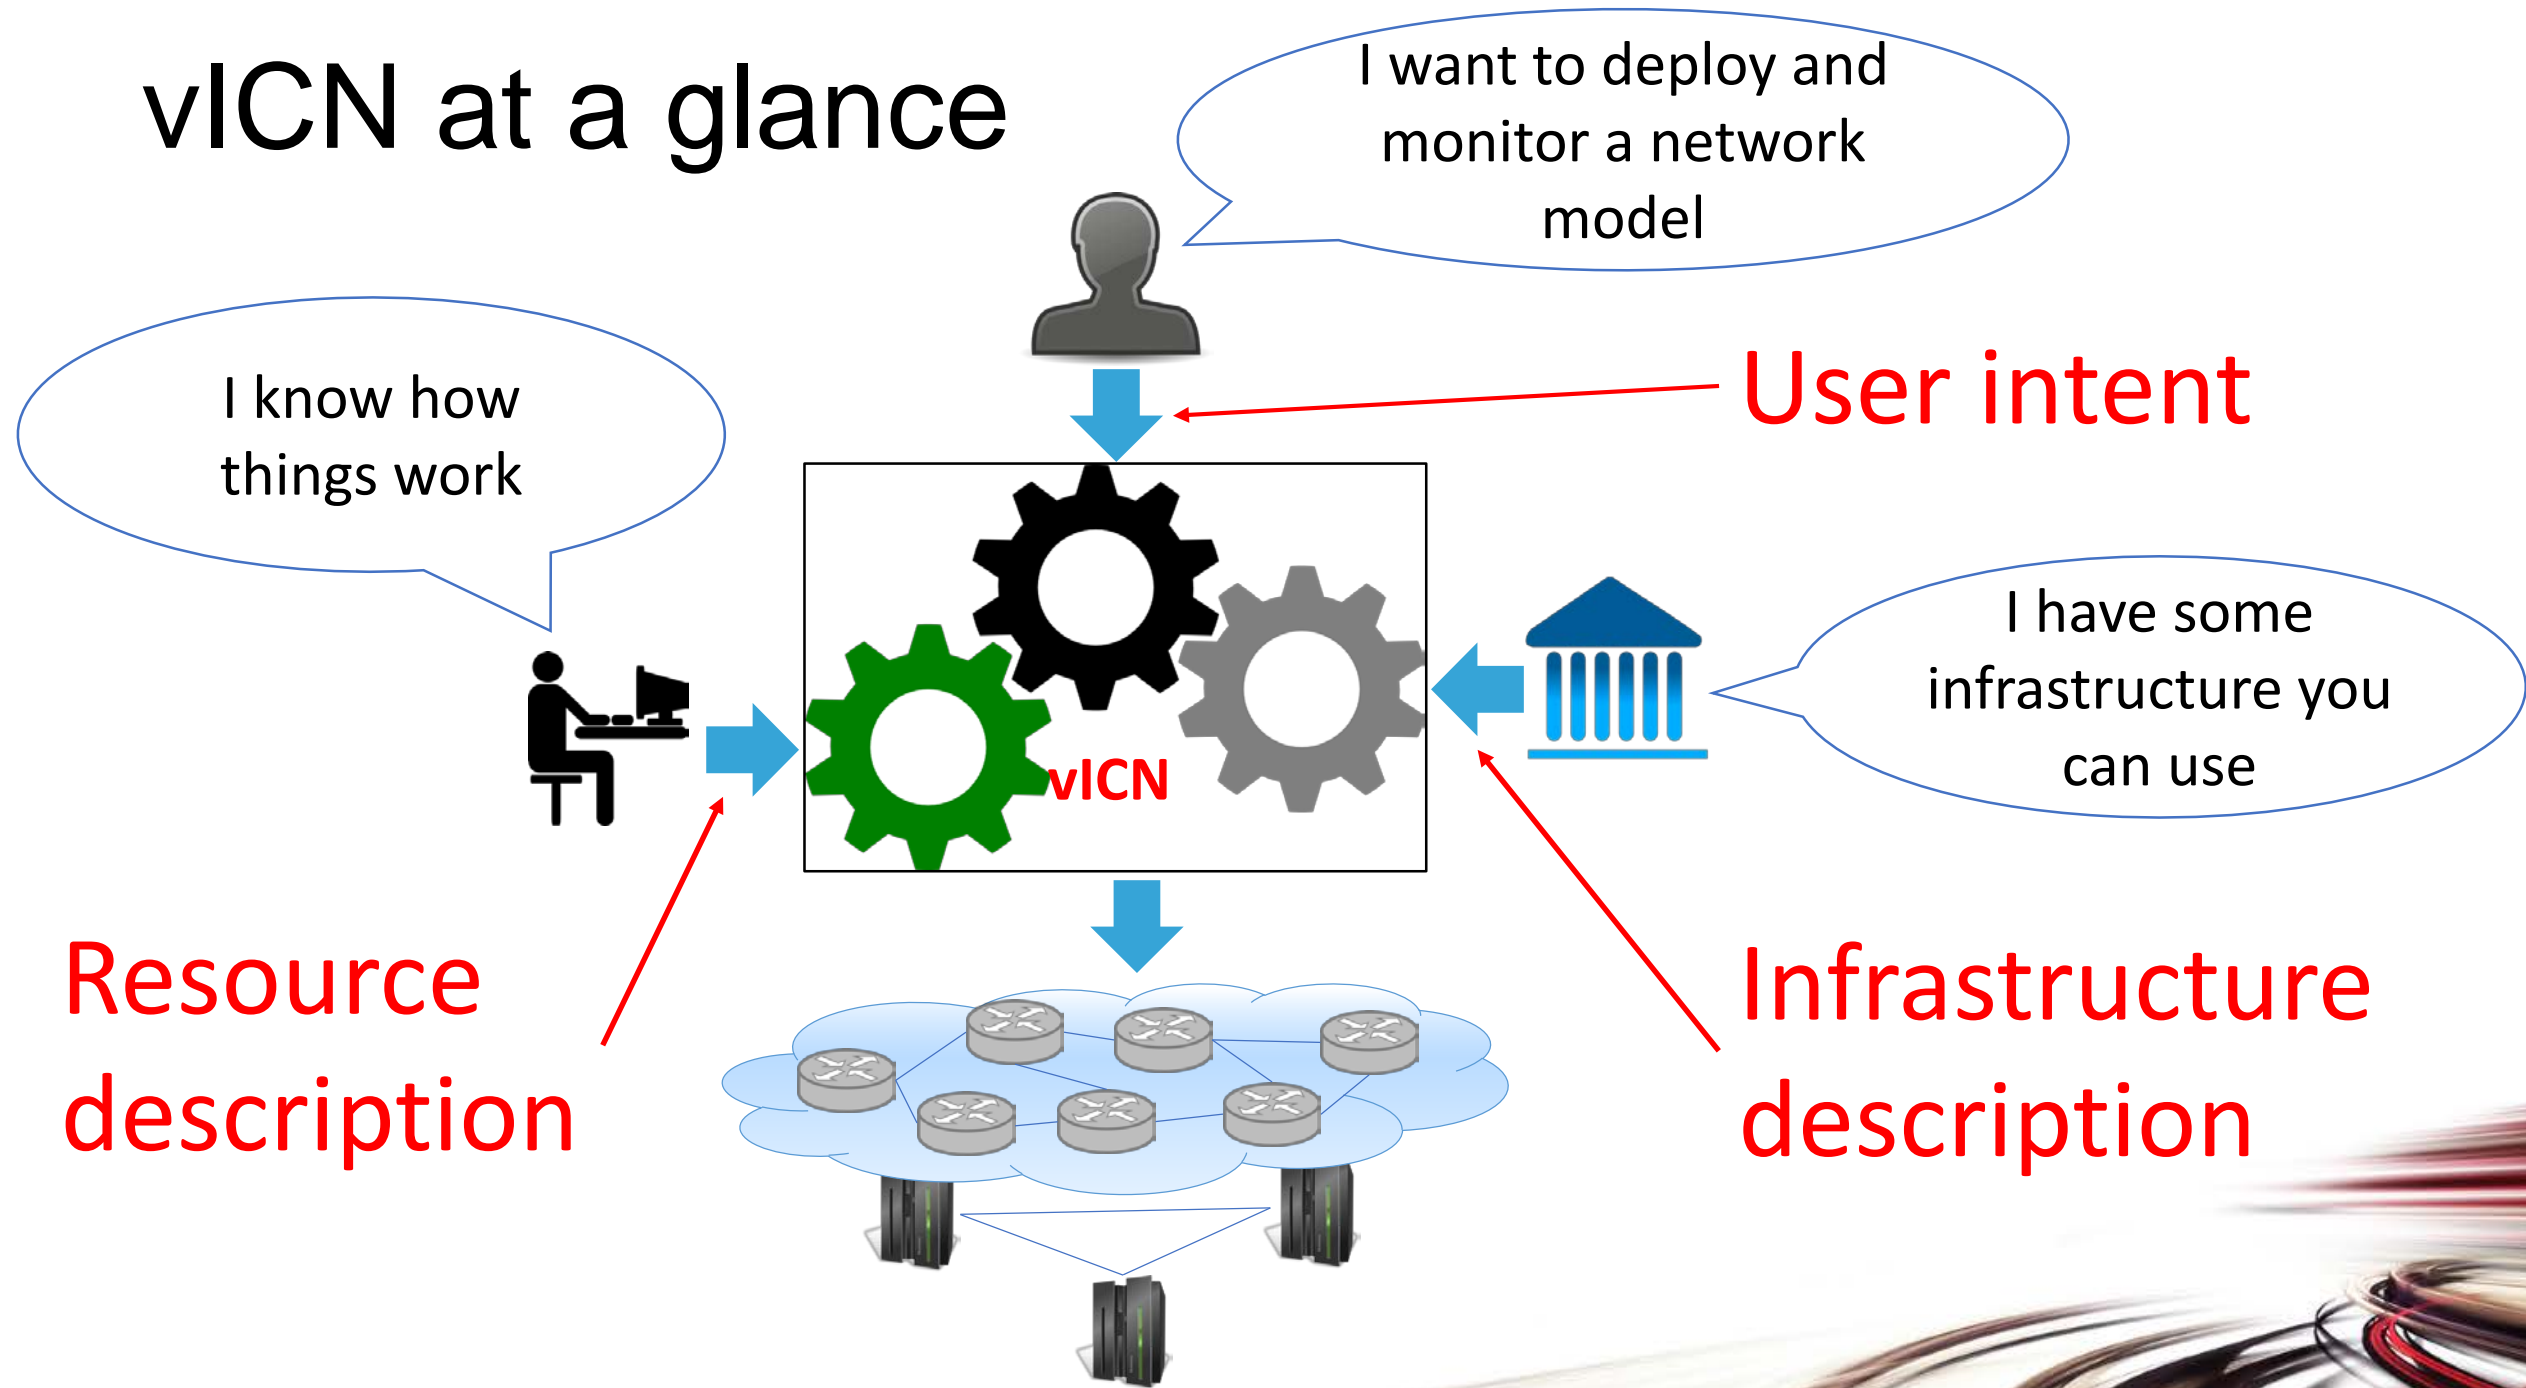 vICN at a glance
I want to deploy and
monitor a network
model
I know how
things work
User intent
I have some
infrastructure you
can use
vICN
Resource
description
Infrastructure
description